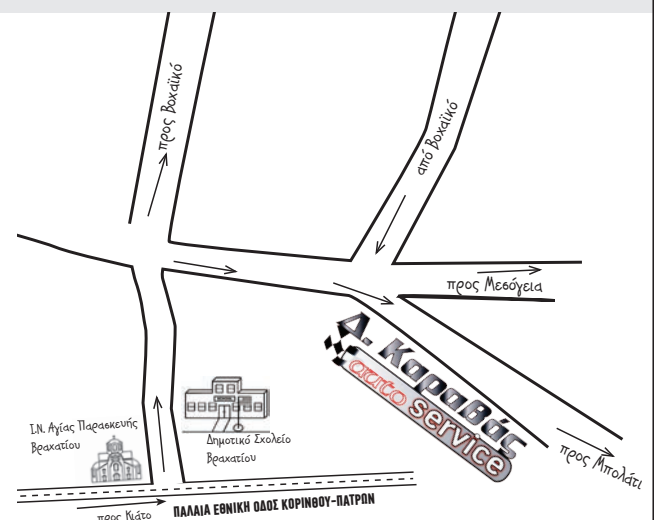 προς Βοχαϊκό
από Βοχαϊκό
προς Μεσόγεια
Δ. Καραβάς
auto service
προς Μπολάτι
Ι.Ν. Αγίας Παρασκευής
Βραχατίου
Δημοτικό Σχολείο
Βραχατίου
προς Κιάτο
ΠΑΛΑΙΑ ΕΘΝΙΚΗ ΟΔΟΣ ΚΟΡΙΝΘΟΥ-ΠΑΤΡΩΝ